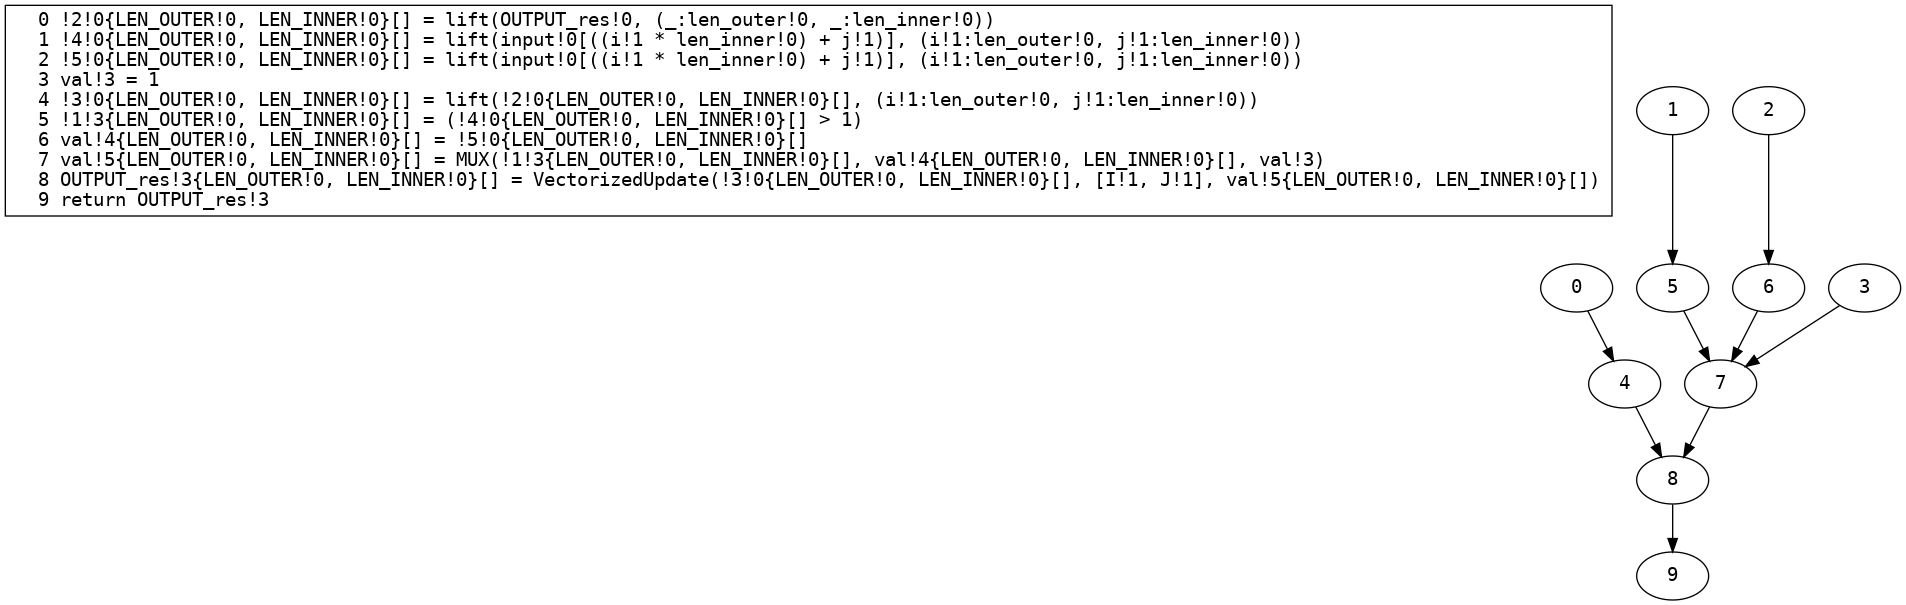 0 !2!0{LEN_OUTER!0, LEN_INNER!0}[] = lift(OUTPUT_res!0, (_:len_outer!0, _:len_inner!0))
1 !4!0{LEN_OUTER!0, LEN_INNER!0}[] = lift(input!0[((i!1 * len_inner!0) + j!1)], (i!1:len_outer!0, j!1:len_inner!0))
2 !5!0{LEN_OUTER!0, LEN_INNER!0}[] = lift(input!0[((i!1 * len_inner!0) + j!1)], (i!1:len_outer!0, j!1:len_inner!0))
3 val!3 = 1
4 !3!0{LEN_OUTER!0, LEN_INNER!0}[] = lift(!2!0{LEN_OUTER!0, LEN_INNER!0}[], (i!1:len_outer!0, j!1:len_inner!0))
5 !1!3{LEN_OUTER!0, LEN_INNER!0}[] = (!4!0{LEN_OUTER!0, LEN_INNER!0}[] > 1)
6 val!4{LEN_OUTER!0, LEN_INNER!0}[] = !5!0{LEN_OUTER!0, LEN_INNER!0}[]
7 val!5{LEN_OUTER!0, LEN_INNER!0}[] = MUX(!1!3{LEN_OUTER!0, LEN_INNER!0}[], val!4{LEN_OUTER!0, LEN_INNER!0}[], val!3)
8 OUTPUT_res!3{LEN_OUTER!0, LEN_INNER!0}[] = VectorizedUpdate(!3!0{LEN_OUTER!0, LEN_INNER!0}[], [I!1, J!1], val!5{LEN_OUTER!0, LEN_INNER!0}[])
9 return OUTPUT_res!3
1 2
0 5 6 3
4 7
8
9